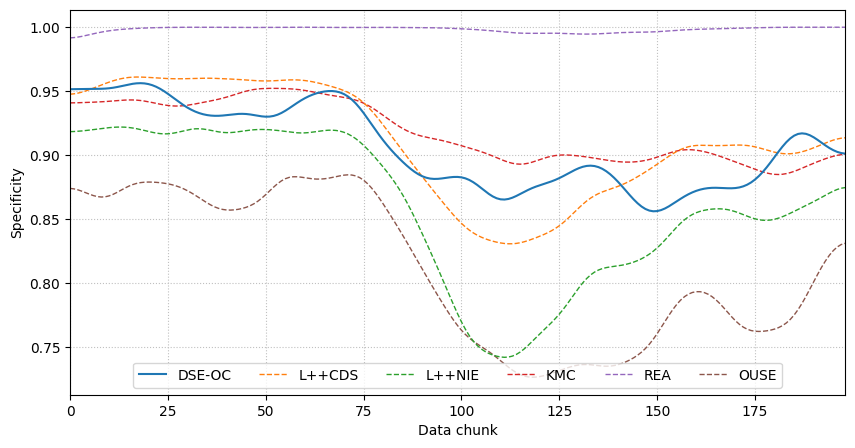 Specificity
1.00
0.95
0.90
0.85
0.80
0.75
DSE-OC L++CDS L++NIE KMC REA OUSE
0 25 50 75 100 125 150 175
Data chunk